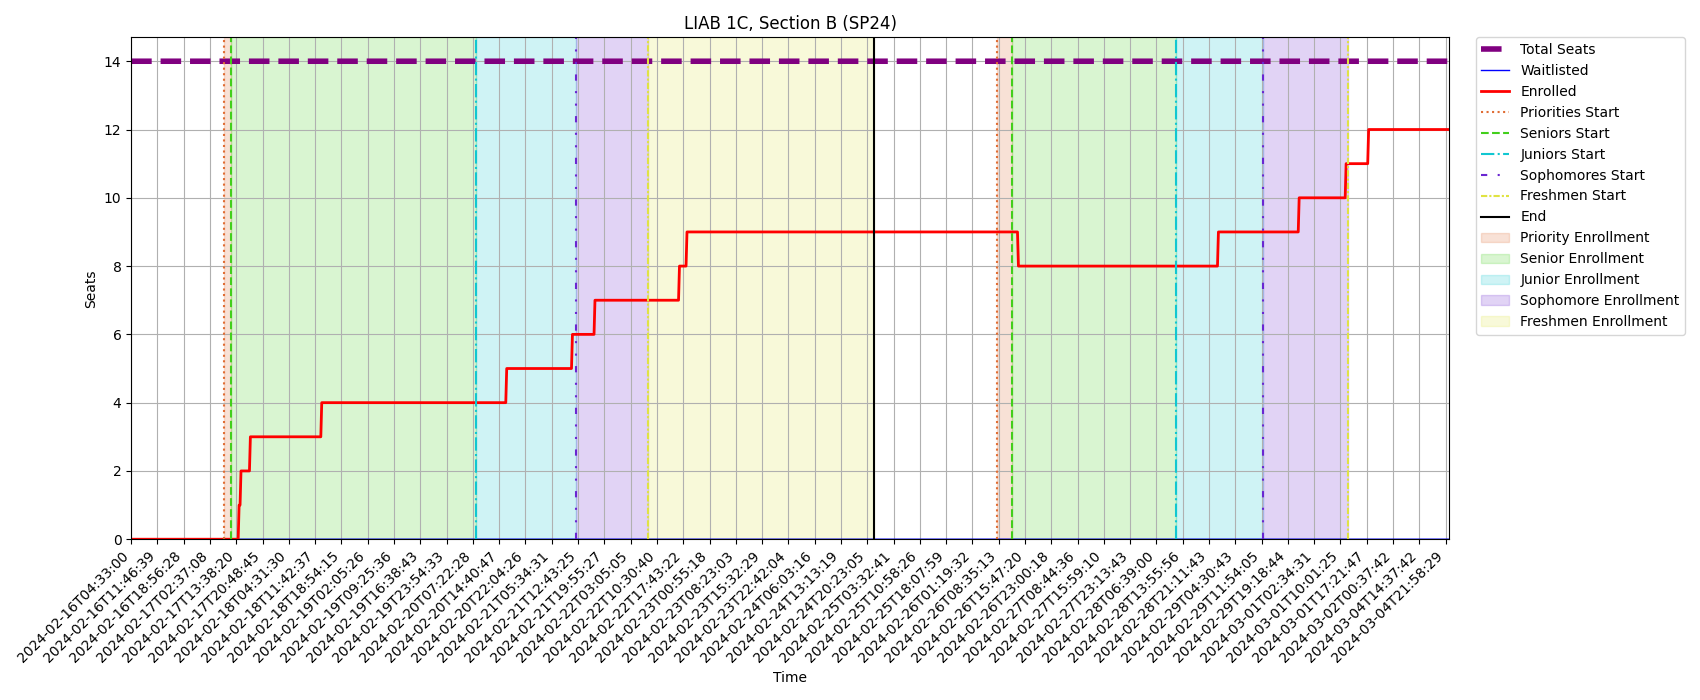 LIAB 1C, Section B (SP24)
Seats
14
12
10
8
6
4
2
0
2024-02-16T04:33:00
2024-02-16T11:46:39
2024-02-16T18:56:28
2024-02-17T02:37:08
2024-02-17T13:38:20
2024-02-17T20:48:45
2024-02-18T04:31:30
2024-02-18T11:42:37
2024-02-18T18:54:15
2024-02-19T02:05:26
2024-02-19T09:25:36
2024-02-19T16:38:43
2024-02-19T23:54:33
2024-02-20T07:22:28
2024-02-20T14:40:47
2024-02-20T22:04:26
2024-02-21T05:34:31
2024-02-21T12:43:25
2024-02-21T19:55:27
2024-02-22T03:05:05
2024-02-22T10:30:40
2024-02-22T17:43:22
2024-02-23T00:55:18
2024-02-23T08:23:03
2024-02-23T15:32:29
2024-02-23T22:42:04
2024-02-24T06:03:16
2024-02-24T13:13:19
2024-02-24T20:23:05
2024-02-25T03:32:41
2024-02-25T10:58:26
2024-02-25T18:07:59
2024-02-26T01:19:32
2024-02-26T08:35:13
2024-02-26T15:47:20
2024-02-26T23:00:18
2024-02-27T08:44:36
2024-02-27T15:59:10
2024-02-27T23:13:43
2024-02-28T06:39:00
2024-02-28T13:55:56
2024-02-28T21:11:43
2024-02-29T04:30:43
2024-02-29T11:54:05
2024-02-29T19:18:44
2024-03-01T02:34:31
2024-03-01T10:01:25
2024-03-01T17:21:47
2024-03-02T00:37:42
2024-03-04T14:37:42
2024-03-04T21:58:29
Time
Total Seats
Waitlisted
Enrolled
Priorities Start
Seniors Start
Juniors Start
Sophomores Start
Freshmen Start
End
Priority Enrollment
Senior Enrollment
Junior Enrollment
Sophomore Enrollment
Freshmen Enrollment